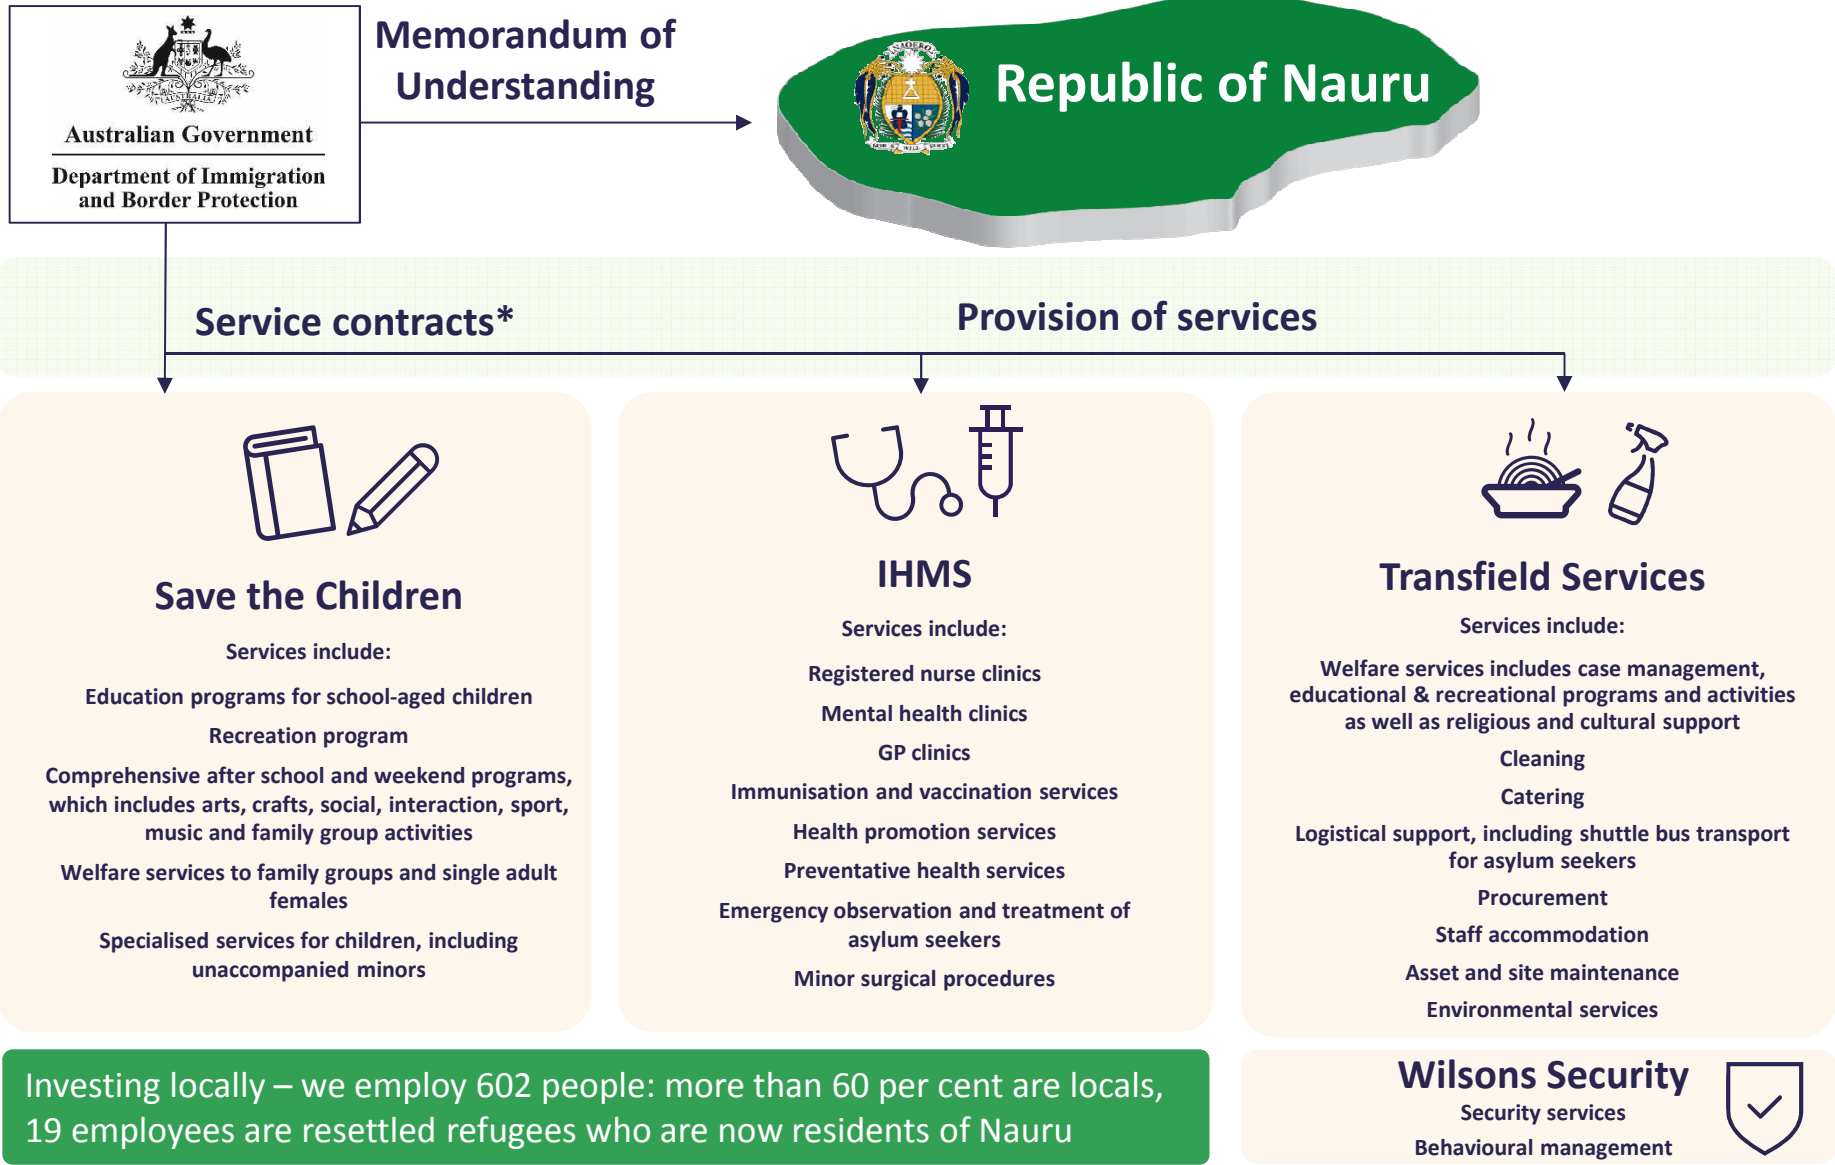 Australian Government
Department of Immigration
and Border Protection
Memorandum of
Understanding
Republic of Nauru
Service contracts*
Provision of services
Save the Children
Services include:
Education programs for school-aged children
Recreation program
Comprehensive after school and weekend programs,
which includes arts, crafts, social, interaction, sport,
music and family group activities
Welfare services to family groups and single adult
females
Specialised services for children, including
unaccompanied minors
IHMS
Services include:
Registered nurse clinics
Mental health clinics
GP clinics
Immunisation and vaccination services
Health promotion services
Preventative health services
Emergency observation and treatment of
asylum seekers
Minor surgical procedures
Transfield Services
Services include:
Welfare services includes case management,
educational & recreational programs and activities
as well as religious and cultural support
Cleaning
Catering
Logistical support, including shuttle bus transport
for asylum seekers
Procurement
Staff accommodation
Asset and site maintenance
Environmental services
Investing locally – we employ 602 people: more than 60 per cent are locals,
19 employees are resettled refugees who are now residents of Nauru
Wilsons Security
Security services
Behavioural management